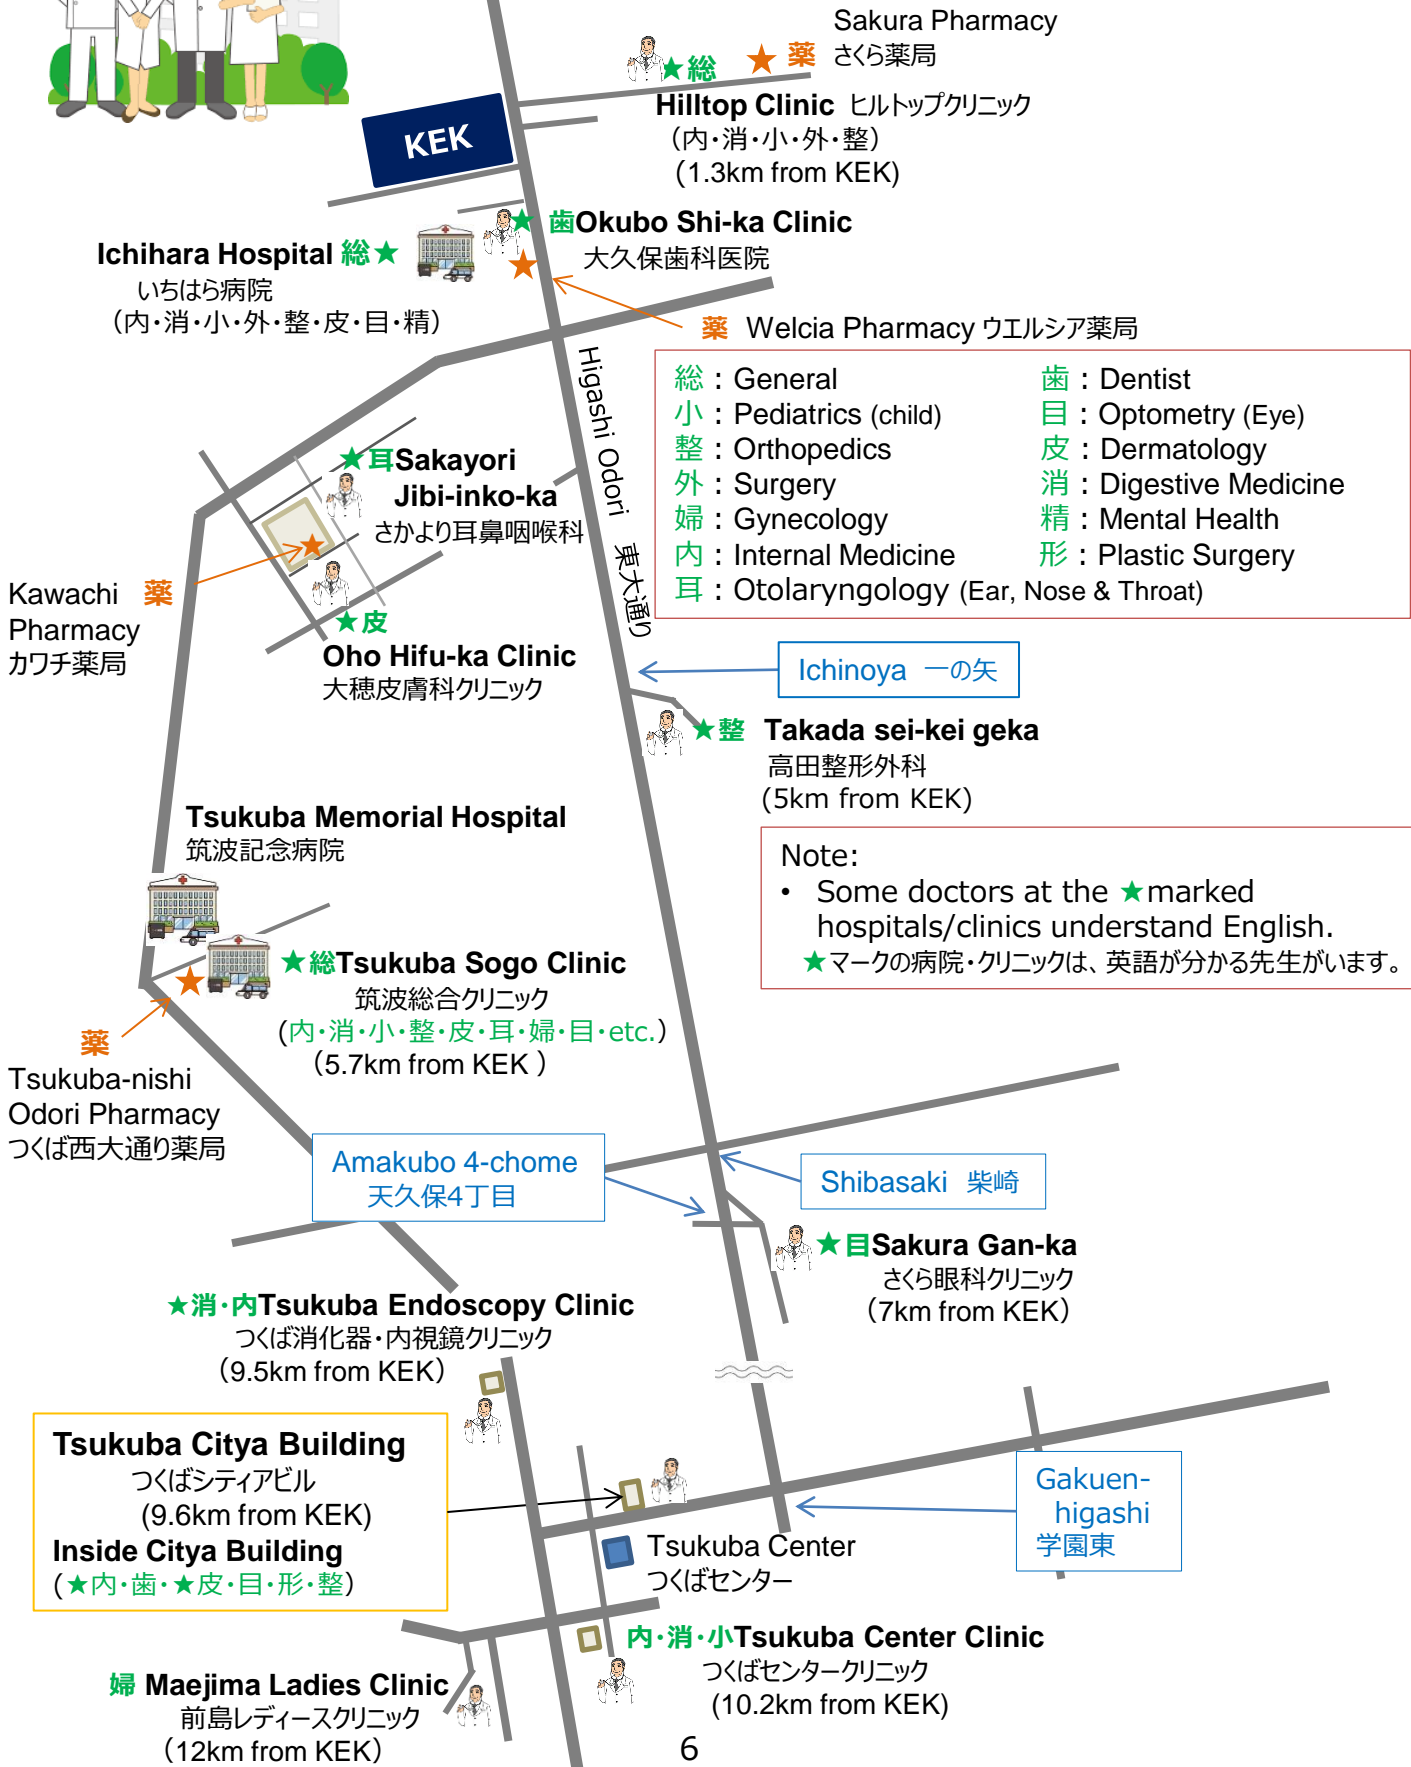 Sakura Pharmacy
★総 ★ 薬 さくら薬局
Hilltop Clinic ヒルトップクリニック
(内・消・小・外・整)
(1.3km from KEK)
KEK
★ 歯Okubo Shi-ka Clinic
大久保歯科医院
Ichihara Hospital 総★
いちはら病院
(内・消・小・外・整・皮・目・精)
薬 Welcia Pharmacy ウエルシア薬局
総：General
小：Pediatrics (child)
整：Orthopedics
外：Surgery
婦：Gynecology
内：Internal Medicine
耳：Otolaryngology (Ear, Nose & Throat)
歯：Dentist
目：Optometry (Eye)
皮：Dermatology
消：Digestive Medicine
精：Mental Health
形：Plastic Surgery
Higashi Odori 東大通り
★耳Sakayori
Jibi-inko-ka
さかより耳鼻咽喉科
Kawachi 薬
Pharmacy
カワチ薬局
★皮
Oho Hifu-ka Clinic
大穂皮膚科クリニック
Ichinoya 一の矢
★整 Takada sei-kei geka
高田整形外科
(5km from KEK)
Tsukuba Memorial Hospital
筑波記念病院
Note:
• Some doctors at the ★marked
hospitals/clinics understand English.
★マークの病院・クリニックは、英語が分かる先生がいます。
★総Tsukuba Sogo Clinic
筑波総合クリニック
(内・消・小・整・皮・耳・婦・目・etc.)
(5.7km from KEK )
薬
Tsukuba-nishi
Odori Pharmacy
つくば西大通り薬局
Amakubo 4-chome
天久保4丁目
Shibasaki 柴崎
★目Sakura Gan-ka
さくら眼科クリニック
(7km from KEK)
★消・内Tsukuba Endoscopy Clinic
つくば消化器・内視鏡クリニック
(9.5km from KEK)
Tsukuba Citya Building
つくばシティアビル
(9.6km from KEK)
Inside Citya Building
(★内・歯・★皮・目・形・整)
Gakuen-
higashi
学園東
Tsukuba Center
つくばセンター
内・消・小Tsukuba Center Clinic
つくばセンタークリニック
(10.2km from KEK)
婦 Maejima Ladies Clinic
前島レディースクリニック
(12km from KEK)
6